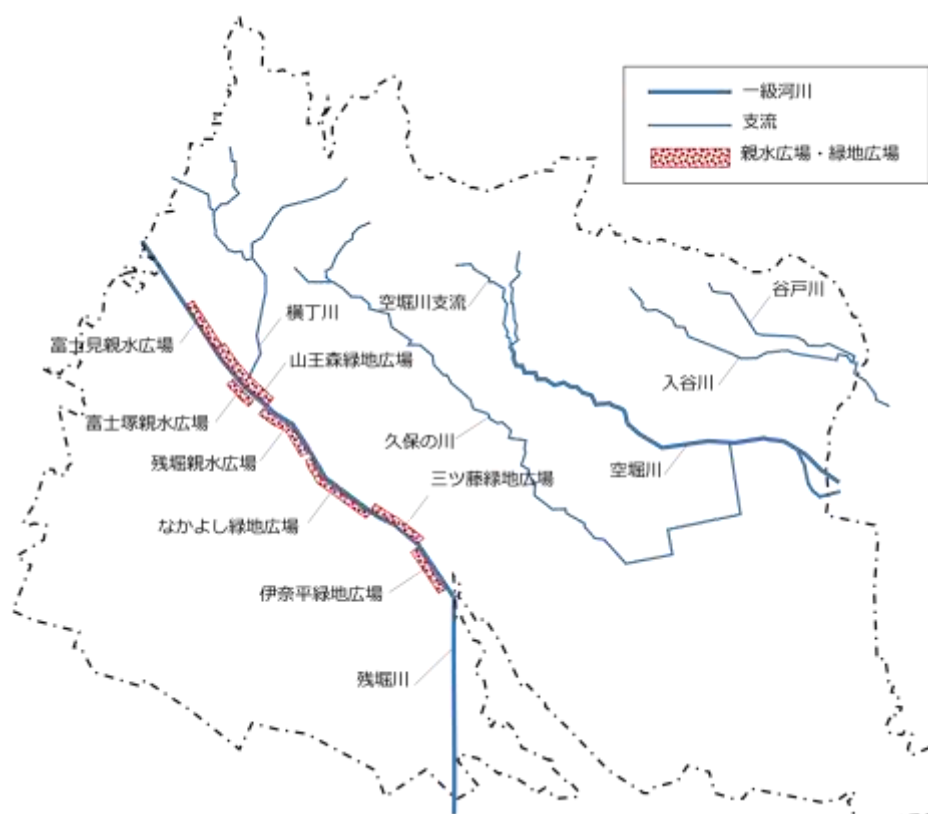 一級河川
支流
親水広場・緑地広場
谷戸川
空堀川支流
横丁川
富士見親水広場
山王森緑地広場
入谷川
富士塚親水広場
久保の川
残堀親水広場
空堀川
三ツ藤緑地広場
なかよし緑地広場
伊奈平緑地広場
残堀川